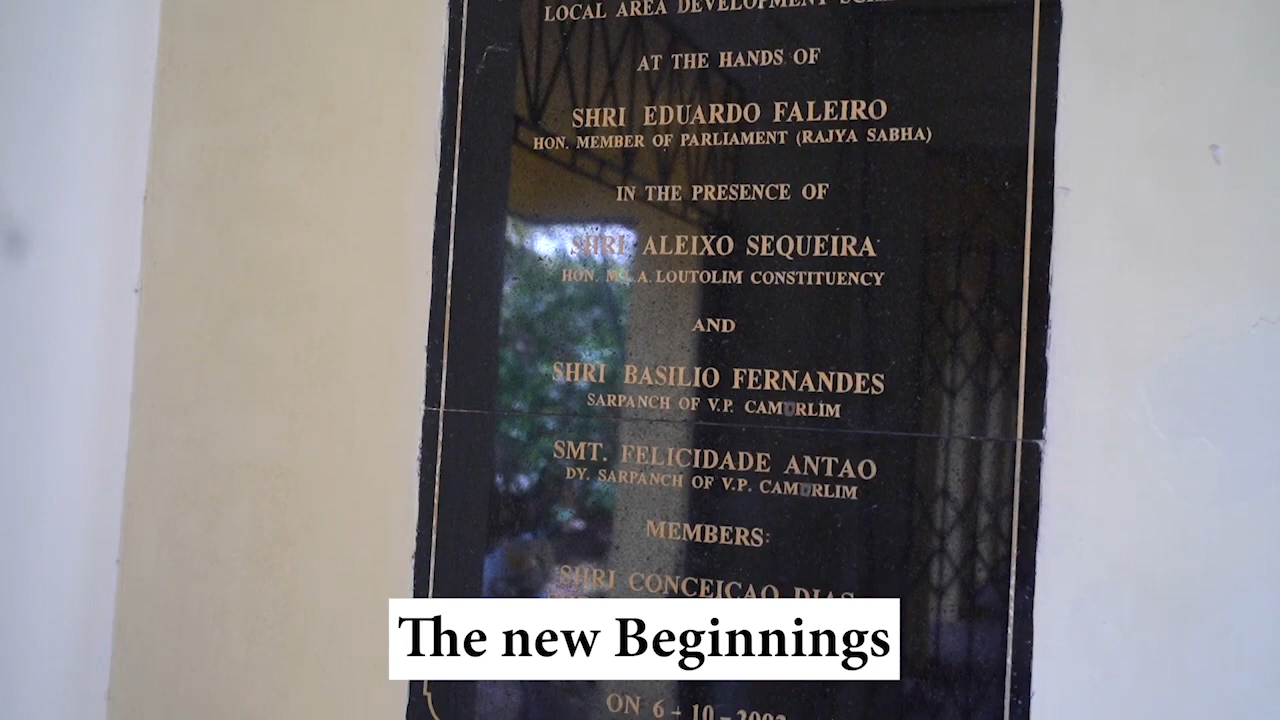 LOCAL AREA DEVELOPMENT
AT THE HANDS OF
SHRI EDUARDO FALEIRO
HON. MEMBER OF PARLIAMENT (RAJYA SABHA)
IN THE PRESENCE OF
SHRI ALEIXO SEQUEIRA
HON. M.L.A. LOUTOLIM CONSTITUENCY
AND
SHRI BASILIO FERNANDES
SARPANCH OF V.P. CAMURLIM
SMT. FELICIDADE ANTAO
DY. SARPANCH OF V.P. CAMURLIM
MEMBERS:
SHRI CONCEICAO DIAS
The new Beginnings
ON 6-10-